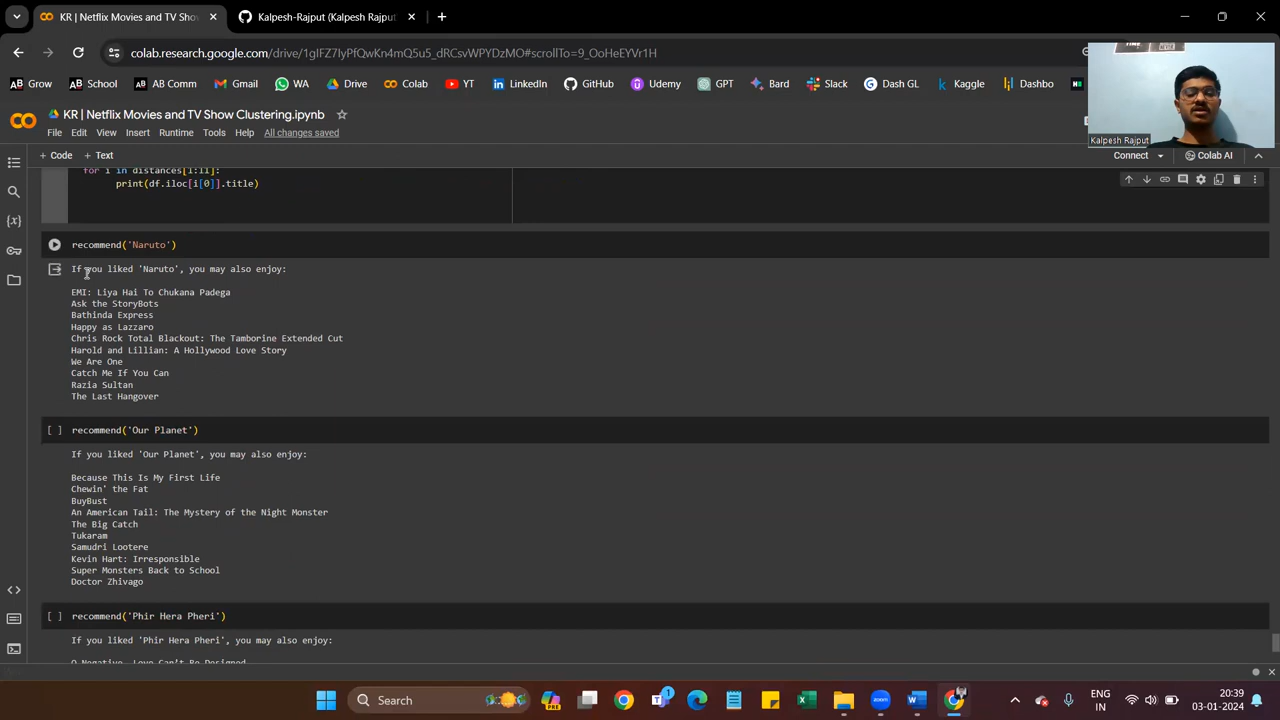 KR | Netflix Movies and TV Show
Kalpesh-Rajput (Kalpesh Rajput
colab.research.google.com/drive/1gIFZ7IyPfQwKn4mQ5u5_dRCsvWPYDzMO#scrollTo=9_OoHeEYVr1H
AB Grow
AB School
AB AB Comm
Gmail
WA
Drive
Colab
YT
LinkedIn
GitHub
Udemy
GPT
Bard
Slack
Dash GL
Kaggle
Dashbo
KR | Netflix Movies and TV Show Clustering.ipynb
File Edit View Insert Runtime Tools Help All changes saved
Kalpesh Rajput
+ Code + Text
Connect
Colab AI
for i in distances[1:11]:
print(df.iloc[i[0]].title)
recommend('Naruto')
If you liked 'Naruto', you may also enjoy:
EMI: Liya Hai To Chukana Padega
Ask the StoryBots
Bathinda Express
Happy as Lazzaro
Chris Rock Total Blackout: The Tamborine Extended Cut
Harold and Lillian: A Hollywood Love Story
We Are One
Catch Me If You Can
Razia Sultan
The Last Hangover
[ ] recommend('Our Planet')
If you liked 'Our Planet', you may also enjoy:
Because This Is My First Life
Chewin' the Fat
BuyBust
An American Tail: The Mystery of the Night Monster
The Big Catch
Tukaram
Samudri Lootere
Kevin Hart: Irresponsible
Super Monsters Back to School
Doctor Zhivago
[ ] recommend('Phir Hera Pheri')
If you liked 'Phir Hera Pheri', you may also enjoy:
O Negative, Love Can't Be Designed
Search
ENG
IN
20:39
03-01-2024